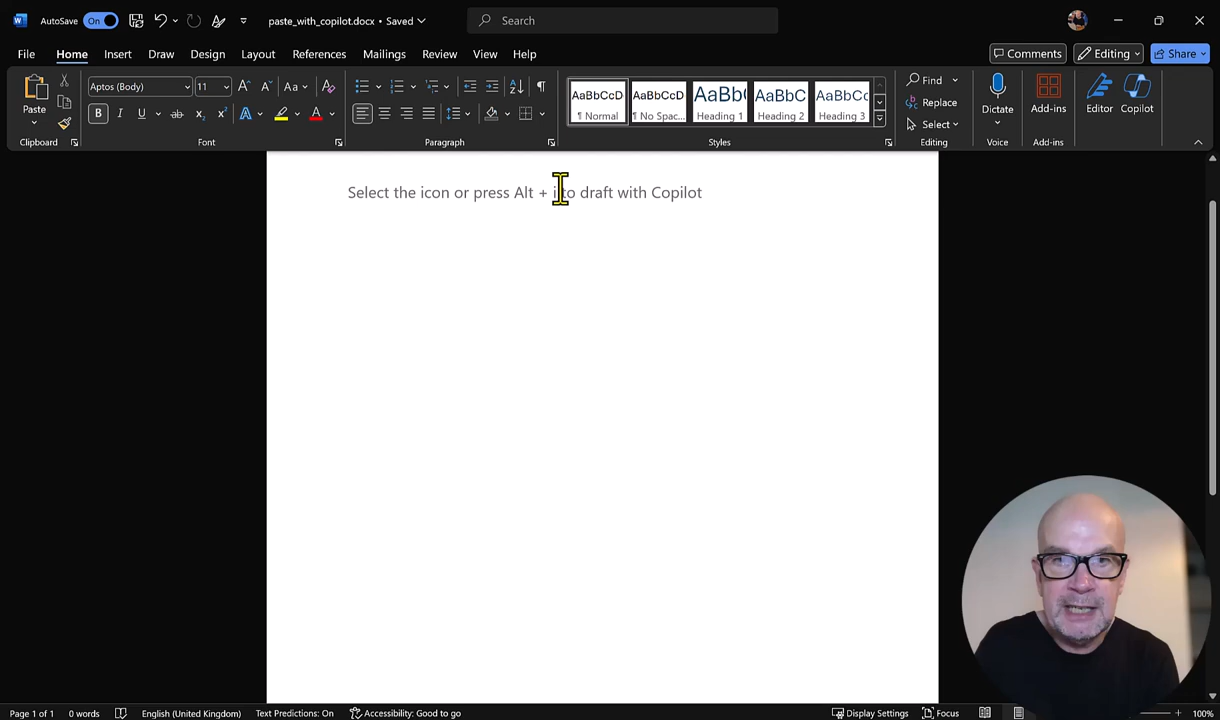 AutoSave On paste_with_copilot.docx • Saved Search
File Home Insert Draw Design Layout References Mailings Review View Help Comments Editing Share
Paste
Clipboard
Aptos (Body) 11
Font
Paragraph
AaBbCcD ¶ Normal
AaBbCcD ¶ No Spac...
AaBb( Heading 1
AaBbC Heading 2
AaBbCc Heading 3
Styles
Find
Replace
Select
Editing
Dictate
Voice
Add-ins
Add-ins
Editor
Copilot
Select the icon or press Alt + i to draft with Copilot
Page 1 of 1 0 words English (United Kingdom) Text Predictions: On Accessibility: Good to go Display Settings Focus 100%